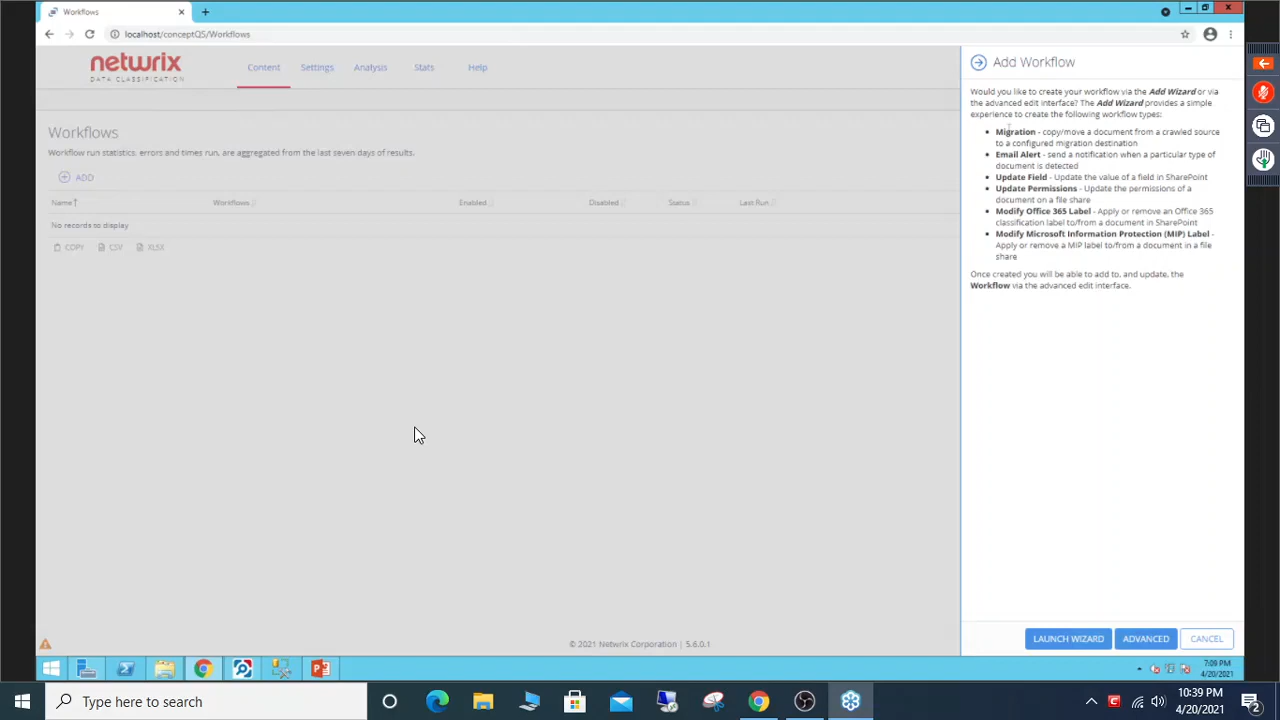 Workflows
localhost/conceptQS/Workflows
netwrix
DATA CLASSIFICATION
Content
Settings
Analysis
Stats
Help
Workflows
Workflow run statistics, errors and times run, are aggregated from the last seven days of results.
ADD
Name Workflows Enabled Disabled Status Last Run
No records to display
COPY CSV XLSX
Add Workflow
Would you like to create your workflow via the Add Wizard or via
the advanced edit interface? The Add Wizard provides a simple
experience to create the following workflow types:
Migration - copy/move a document from a crawled source
to a configured migration destination
Email Alert - send a notification when a particular type of
document is detected
Update Field - Update the value of a field in SharePoint
Update Permissions - Update the permissions of a
document on a file share
Modify Office 365 Label - Apply or remove an Office 365
classification label to/from a document in SharePoint
Modify Microsoft Information Protection (MIP) Label -
Apply or remove a MIP label to/from a document in a file
share
Once created you will be able to add to, and update, the
Workflow via the advanced edit interface.
LAUNCH WIZARD ADVANCED CANCEL
© 2021 Netwrix Corporation | 5.6.0.1
7:09 PM
4/20/2021
Type here to search
10:39 PM
4/20/2021
2